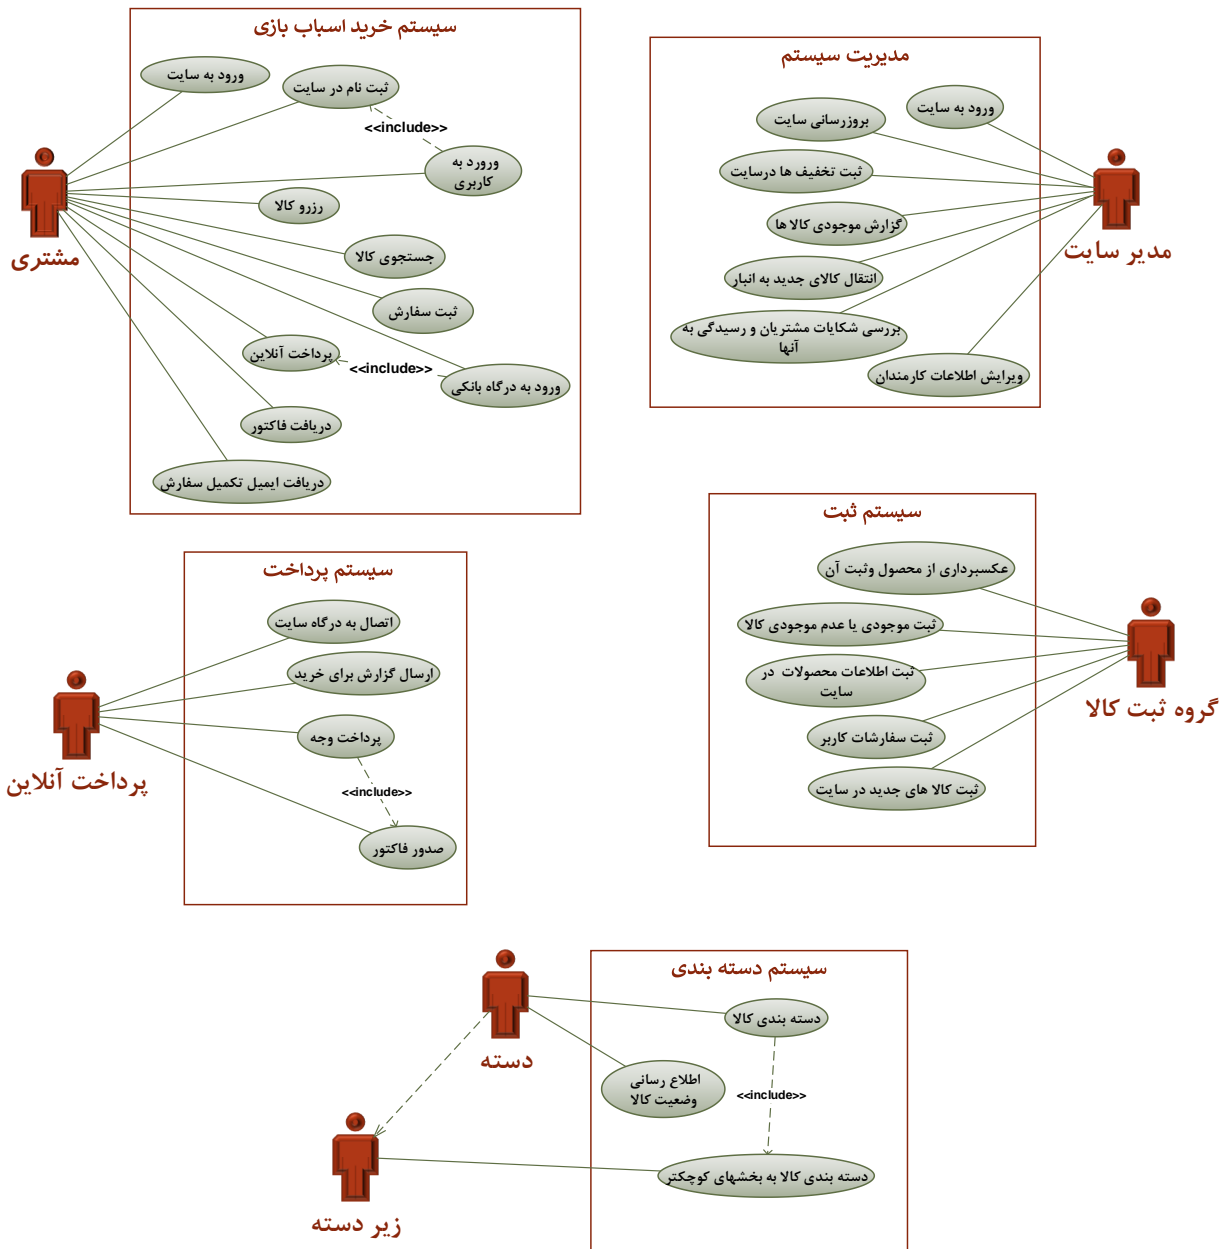 سیستم خرید اسباب بازی
ورود به سایت
ثبت نام در سایت
<<include>>
ورورد به
کاربری
رزرو کالا
جستجوی کالا
ثبت سفارش
پرداخت آنلاین
<<include>>
ورود به درگاه بانکی
دریافت فاکتور
دریافت ایمیل تکمیل سفارش
مشتری
مدیریت سیستم
ورود به سایت
بروزرسانی سایت
ثبت تخفیف ها درسایت
گزارش موجودی کالا ها
انتقال کالای جدید به انبار
بررسی شکایات مشتریان و رسیدگی به
آنها
ویرایش اطلاعات کارمندان
مدیر سایت
سیستم ثبت
عکسبرداری از محصول وثبت آن
ثبت موجودی یا عدم موجودی کالا
ثبت اطلاعات محصولات در
سایت
ثبت سفارشات کاربر
ثبت کالا های جدید در سایت
گروه ثبت کالا
سیستم پرداخت
اتصال به درگاه سایت
ارسال گزارش برای خرید
پرداخت وجه
<<include>>
صدور فاکتور
پرداخت آنلاین
سیستم دسته بندی
دسته بندی کالا
اطلاع رسانی
وضعیت کالا
<<include>>
دسته بندی کالا به بخشهای کوچکتر
دسته
زیر دسته